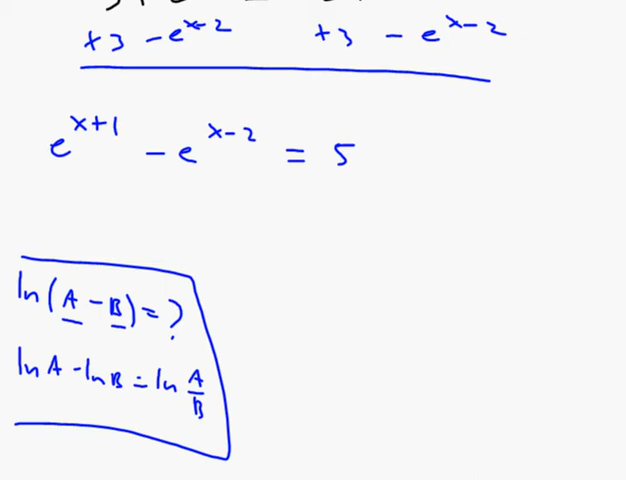 +3 - e^{x-2} +3 - e^{x-2}
e^{x+1} - e^{x-2} = 5
ln(A - B) = ?
ln A - ln B = ln A/B